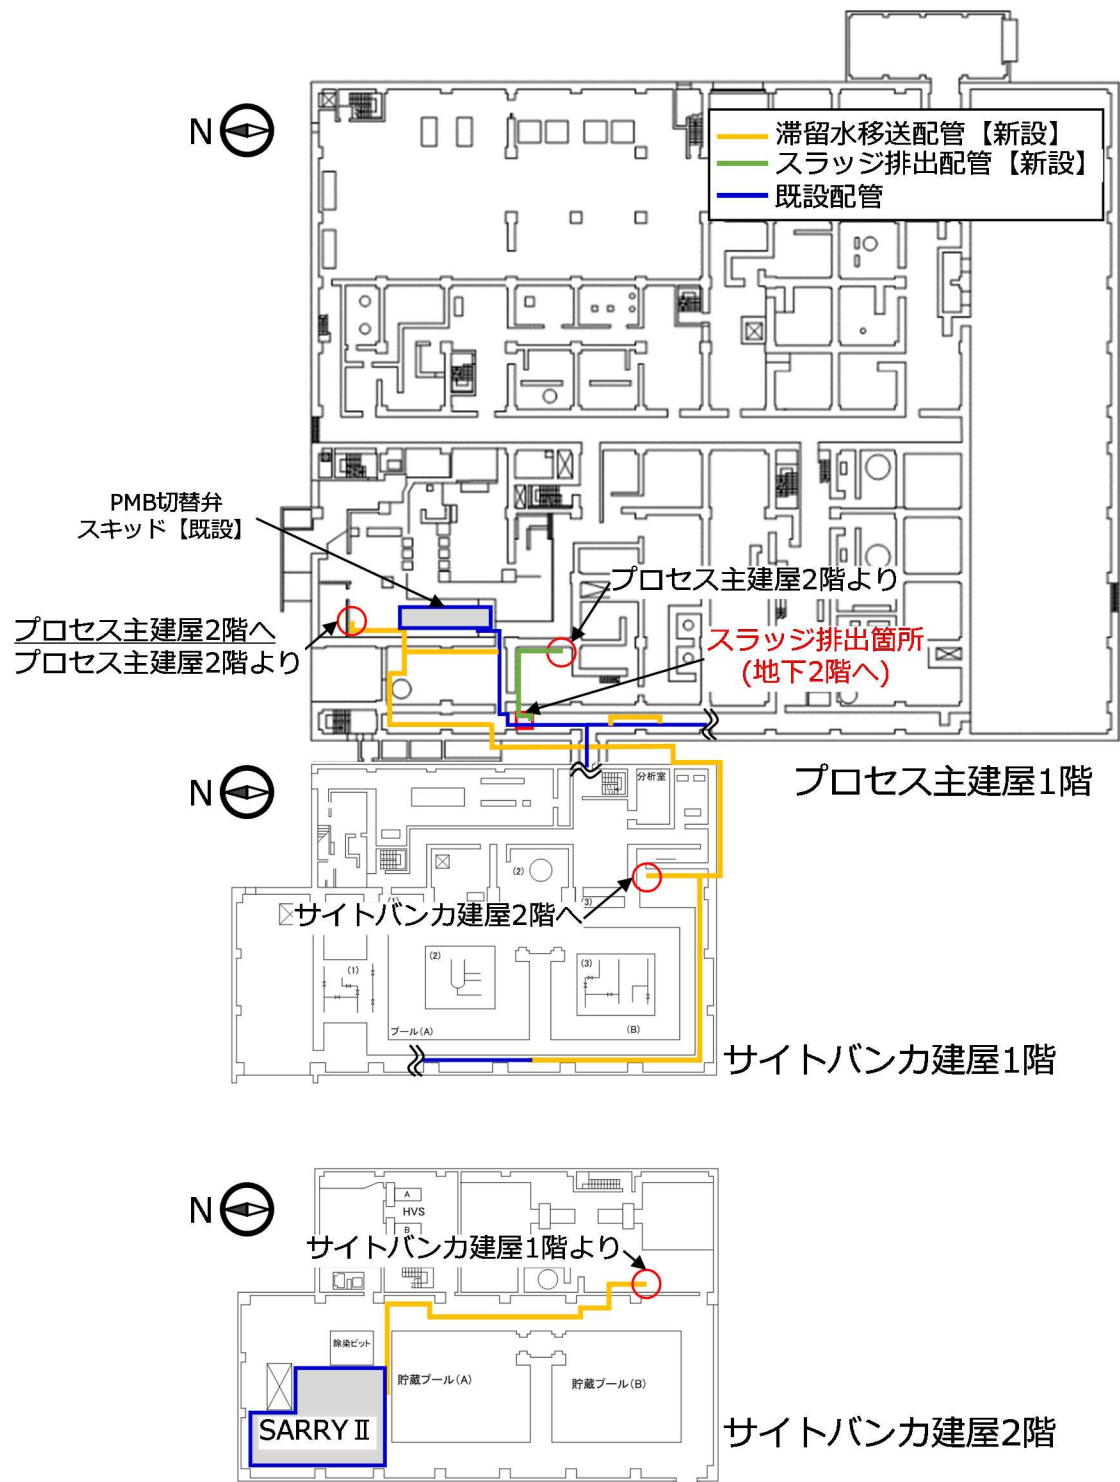 N
滞留水移送配管【新設】
スラッジ排出配管【新設】
既設配管
PMB切替弁
スキッド【既設】
プロセス主建屋2階より
プロセス主建屋2階へ
プロセス主建屋2階より
スラッジ排出箇所
(地下2階へ)
プロセス主建屋1階
N
分析室
(2)
(3)
サイトバンカ建屋2階へ
(1)
(2)
(3)
プール(A)
(B)
サイトバンカ建屋1階
N
A
HVS
B
サイトバンカ建屋1階より
除染ピット
貯蔵プール(A)
貯蔵プール(B)
SARRYⅡ
サイトバンカ建屋2階